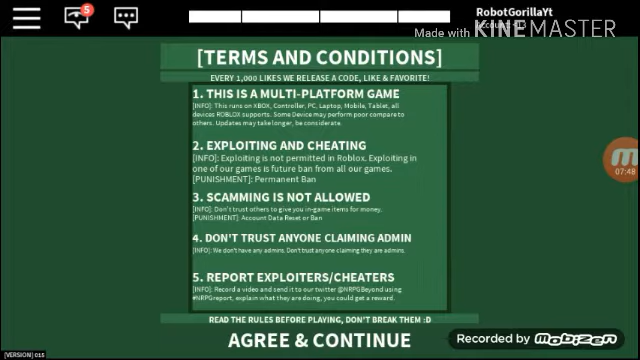 5
RobotGorillaYt
Made with KINEMASTER
[TERMS AND CONDITIONS]
EVERY 1,000 LIKES WE RELEASE A CODE, LIKE & FAVORITE!
1. THIS IS A MULTI-PLATFORM GAME
[INFO]: This runs on XBOX, Controller, PC, Laptop, Mobile, Tablet, all
devices ROBLOX supports. Some Device may perform poor compare to
others. Updates may take longer, be considerate.
2. EXPLOITING AND CHEATING
[INFO]: Exploiting is not permitted in Roblox. Exploiting in
one of our games is future ban from all our games.
[PUNISHMENT]: Permanent Ban
07:48
3. SCAMMING IS NOT ALLOWED
[INFO]: Don't trust others to give you in-game items for money.
[PUNISHMENT]: Account Data Reset or Ban
4. DON'T TRUST ANYONE CLAIMING ADMIN
[INFO]: We don't have any admins. Don't trust anyone claiming they are admins.
5. REPORT EXPLOITERS/CHEATERS
[INFO]: Record a video and send it to our twitter @NRPGBeyond using
#NRPGreport, explain what they are doing, you could get a reward.
READ THE RULES BEFORE PLAYING, DON'T BREAK THEM :D
AGREE & CONTINUE
Recorded by mobizen
[VERSION] 015